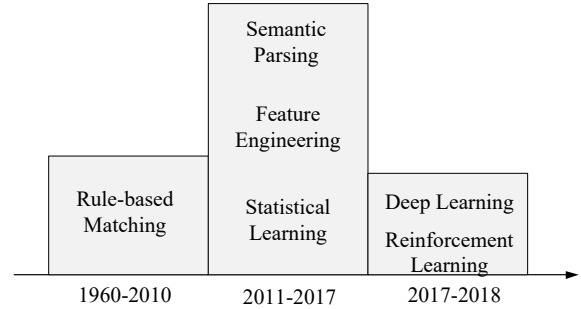 Semantic
Parsing
Feature
Engineering
Rule-based
Matching
Statistical
Learning
Deep Learning
Reinforcement
Learning
1960-2010
2011-2017
2017-2018